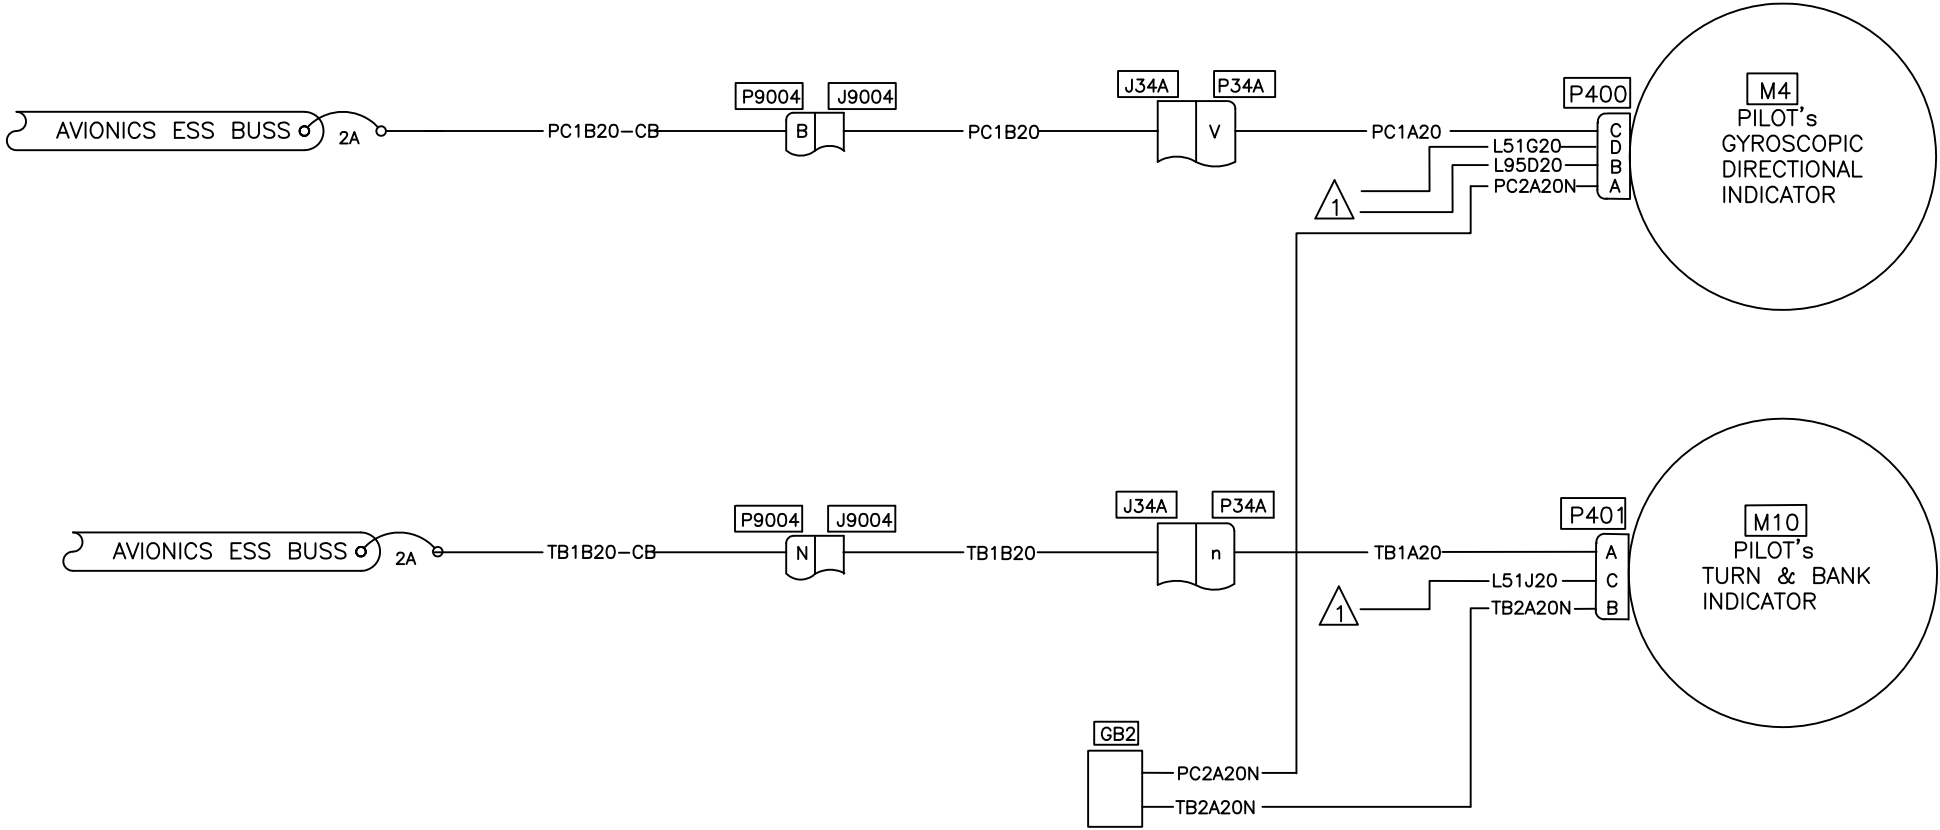 P9004
J9004
J34A
P34A
P400
M4
AVIONICS ESS BUSS
2A
PC1B20-CB
B
PC1B20
V
PC1A20
C
PILOT's
GYROSCOPIC
DIRECTIONAL
INDICATOR
L51G20
D
L95D20
B
PC2A20N
A
1
P9004
J9004
J34A
P34A
P401
M10
AVIONICS ESS BUSS
2A
TB1B20-CB
N
TB1B20
n
TB1A20
A
PILOT's
TURN & BANK
INDICATOR
L51J20
C
TB2A20N
B
1
GB2
PC2A20N
TB2A20N